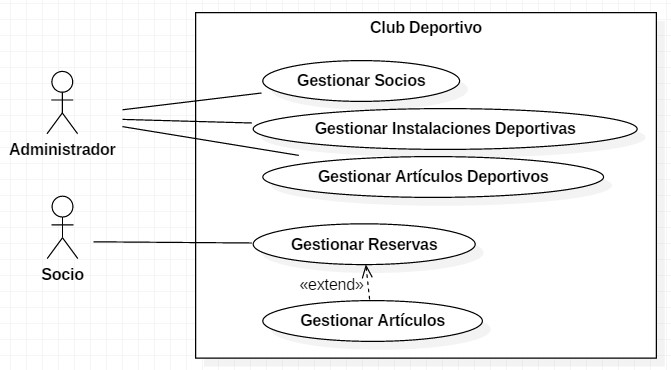 Club Deportivo
Gestionar Socios
Gestionar Instalaciones Deportivas
Administrador
Gestionar Artículos Deportivos
Gestionar Reservas
Socio
«extend»
Gestionar Artículos